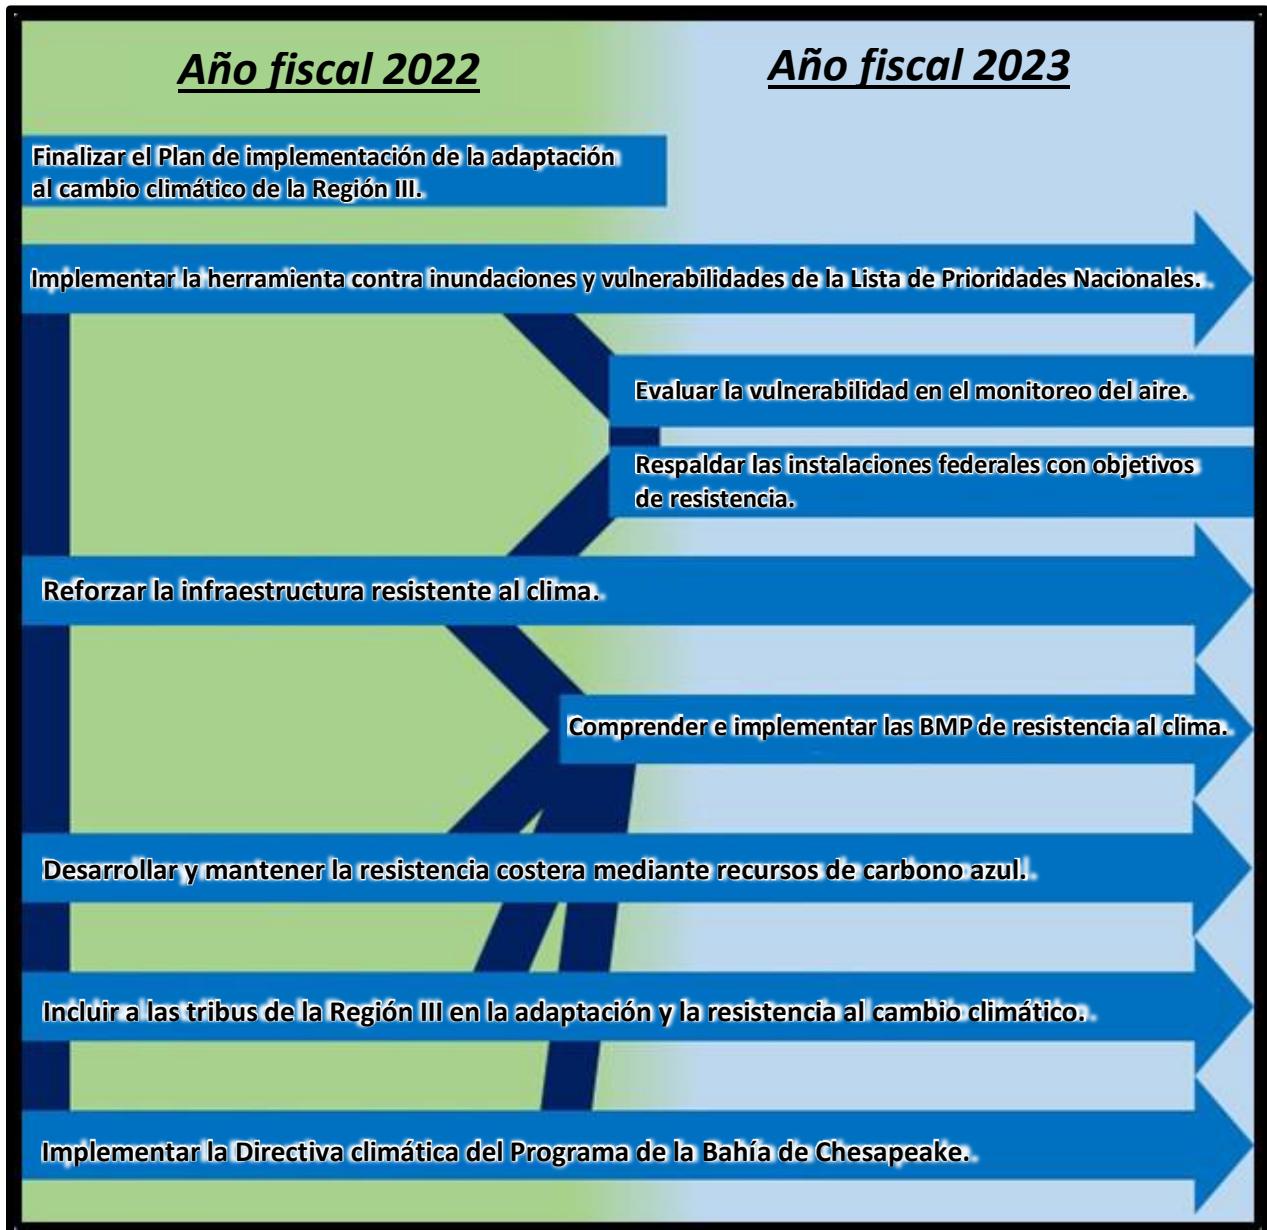 Año fiscal 2022
Año fiscal 2023
Finalizar el Plan de implementación de la adaptación
al cambio climático de la Región III.
Implementar la herramienta contra inundaciones y vulnerabilidades de la Lista de Prioridades Nacionales.
Evaluar la vulnerabilidad en el monitoreo del aire.
Respaldar las instalaciones federales con objetivos
de resistencia.
Reforzar la infraestructura resistente al clima.
Comprender e implementar las BMP de resistencia al clima.
Desarrollar y mantener la resistencia costera mediante recursos de carbono azul.
Incluir a las tribus de la Región III en la adaptación y la resistencia al cambio climático.
Implementar la Directiva climática del Programa de la Bahía de Chesapeake.